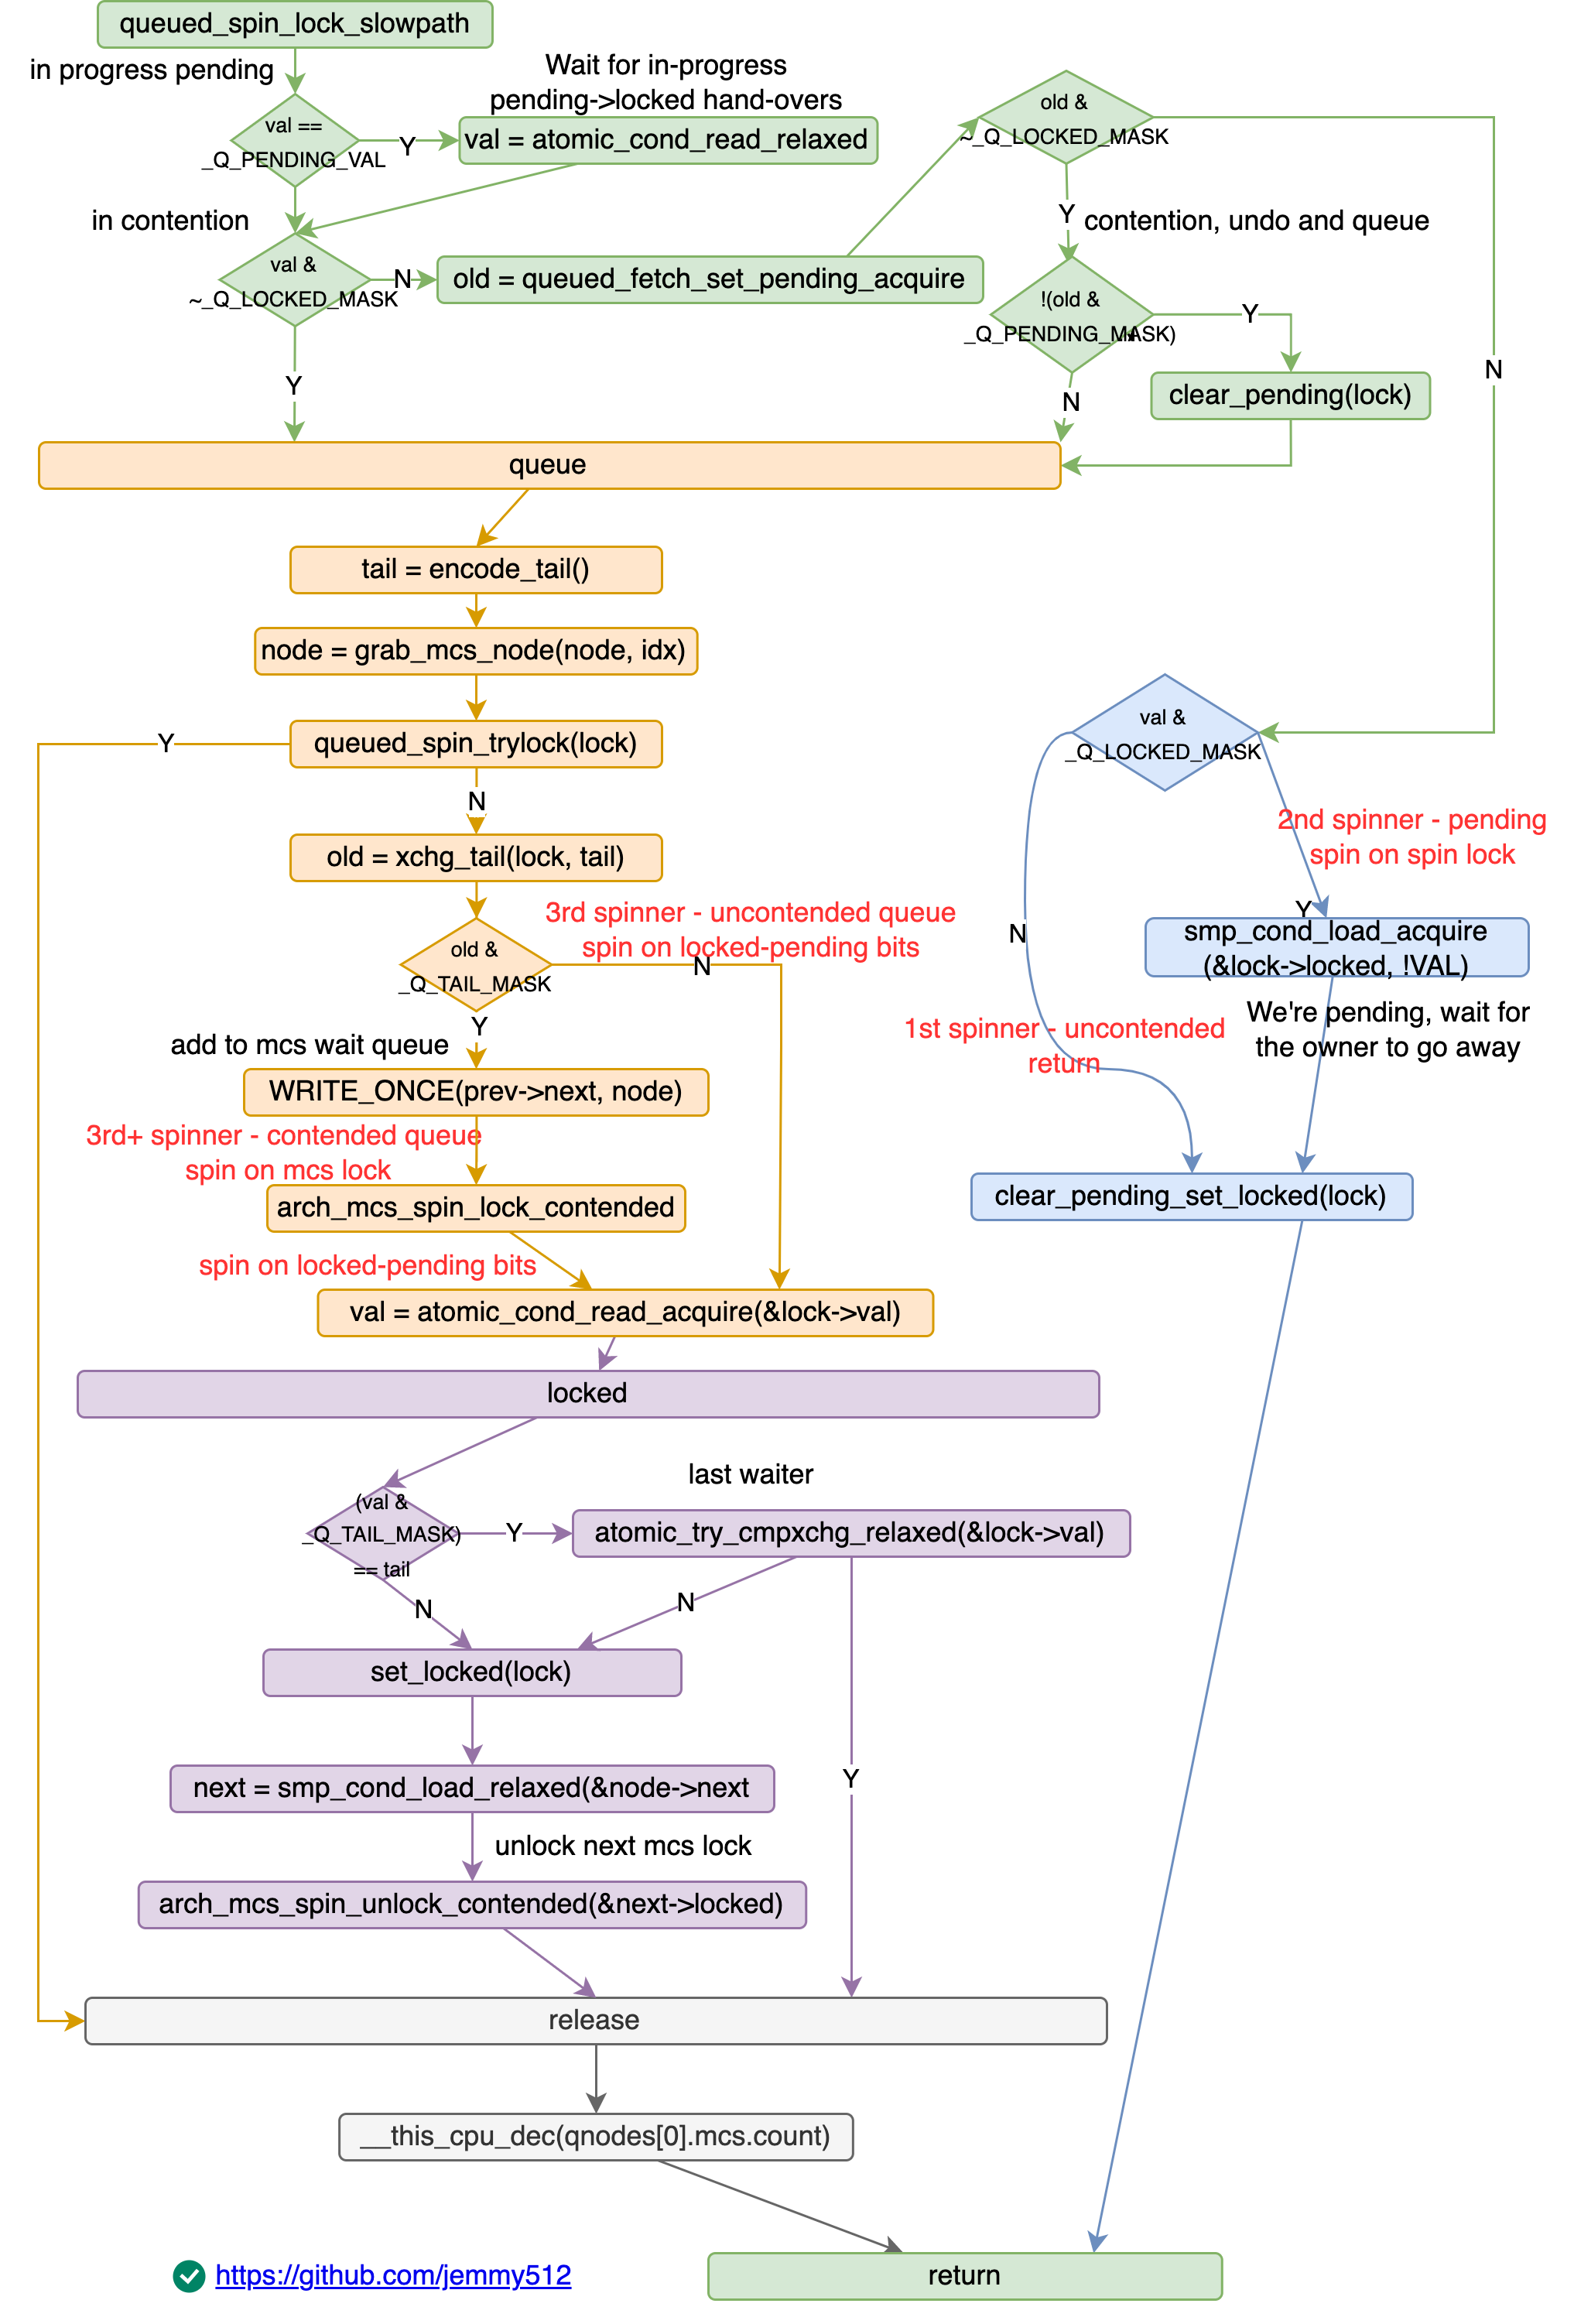 queued_spin_lock_slowpath
in progress pending
Wait for in-progress
pending->locked hand-overs
val ==
_Q_PENDING_VAL
Y
val = atomic_cond_read_relaxed
old &
~_Q_LOCKED_MASK
in contention
val &
~_Q_LOCKED_MASK
N
old = queued_fetch_set_pending_acquire
Y
contention, undo and queue
!(old &
_Q_PENDING_MASK)
Y
N
Y
N
clear_pending(lock)
queue
tail = encode_tail()
node = grab_mcs_node(node, idx)
Y
queued_spin_trylock(lock)
val &
_Q_LOCKED_MASK
N
2nd spinner - pending
spin on spin lock
old = xchg_tail(lock, tail)
3rd spinner - uncontended queue
spin on locked-pending bits
Y
N
old &
_Q_TAIL_MASK
N
smp_cond_load_acquire
(&lock->locked, !VAL)
Y
1st spinner - uncontended
return
We're pending, wait for
the owner to go away
add to mcs wait queue
WRITE_ONCE(prev->next, node)
3rd+ spinner - contended queue
spin on mcs lock
arch_mcs_spin_lock_contended
clear_pending_set_locked(lock)
spin on locked-pending bits
val = atomic_cond_read_acquire(&lock->val)
locked
last waiter
(val &
_Q_TAIL_MASK)
== tail
Y
atomic_try_cmpxchg_relaxed(&lock->val)
N
N
set_locked(lock)
next = smp_cond_load_relaxed(&node->next
Y
unlock next mcs lock
arch_mcs_spin_unlock_contended(&next->locked)
release
__this_cpu_dec(qnodes[0].mcs.count)
https://github.com/jemmy512
return